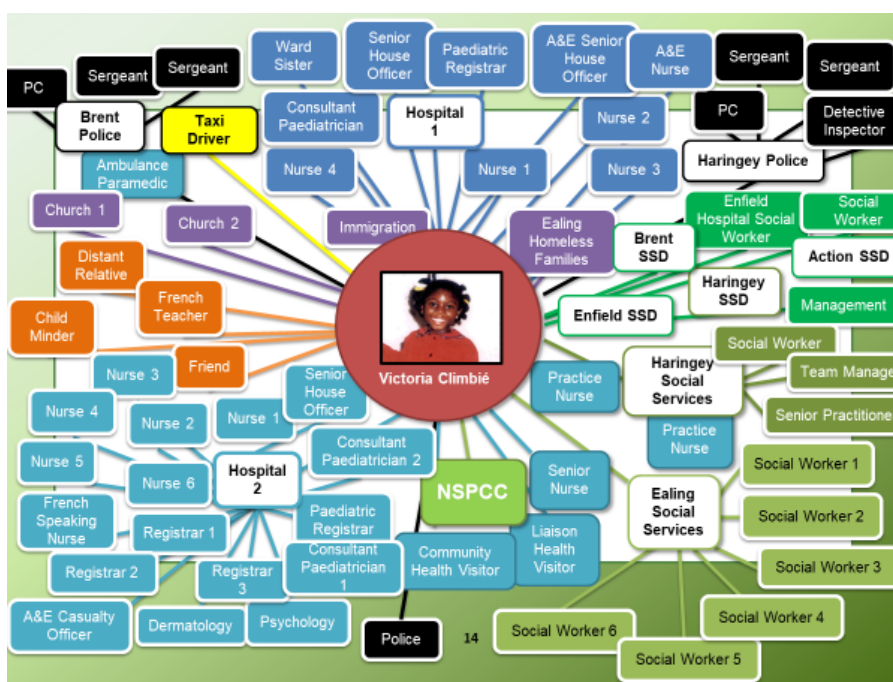 Ward
Sister
Senior
House
Officer
Paediatric
Registrar
A&E Senior
House
Officer
A&E
Nurse
Sergeant
Sergeant
PC
Sergeant
Sergeant
Brent
Police
Taxi
Driver
Consultant
Paediatrician
Hospital
1
Nurse 2
PC
Detective
Inspector
Ambulance
Paramedic
Nurse 4
Nurse 1
Nurse 3
Haringey Police
Church 1
Church 2
Immigration
Ealing
Homeless
Families
Brent
SSD
Enfield
Hospital Social
Worker
Social
Worker
Action SSD
Distant
Relative
French
Teacher
Enfield SSD
Haringey
SSD
Management
Child
Minder
Friend
Victoria Climbié
Social Worker
Haringey
Social
Services
Team Manage
Senior Practitione
Practice
Nurse
Practice
Nurse
Nurse 3
Senior
House
Officer
Nurse 4
Nurse 2
Nurse 1
Consultant
Paediatrician 2
Nurse 5
Nurse 6
Hospital
2
NSPCC
Senior
Nurse
Ealing
Social
Services
Social Worker 1
Social Worker 2
Social Worker 3
Social Worker 4
Social Worker 5
Social Worker 6
French
Speaking
Nurse
Registrar 1
Paediatric
Registrar
Consultant
Paediatrician
1
Community
Health Visitor
Liaison
Health
Visitor
Registrar 2
Registrar
3
A&E Casualty
Officer
Dermatology
Psychology
Police
14